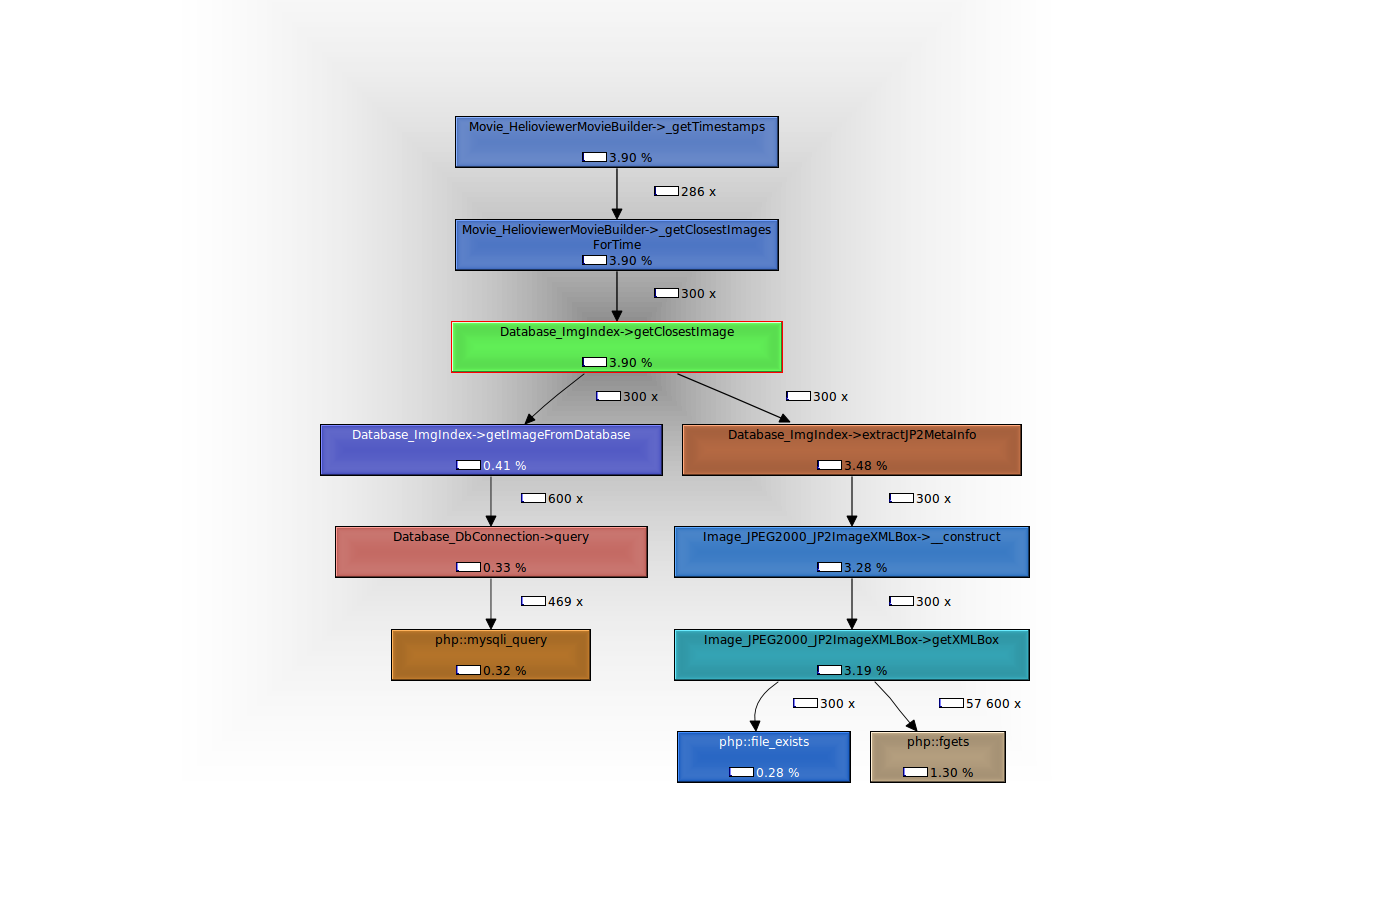 Movie_HelioviewerMovieBuilder->_getTimestamps
3.90 %
286 x
Movie_HelioviewerMovieBuilder->_getClosestImages
ForTime
3.90 %
300 x
Database_ImgIndex->getClosestImage
3.90 %
300 x
300 x
Database_ImgIndex->getImageFromDatabase
0.41 %
Database_ImgIndex->extractJP2MetaInfo
3.48 %
600 x
300 x
Database_DbConnection->query
0.33 %
Image_JPEG2000_JP2ImageXMLBox->__construct
3.28 %
469 x
300 x
php::mysqli_query
0.32 %
Image_JPEG2000_JP2ImageXMLBox->getXMLBox
3.19 %
300 x
57 600 x
php::file_exists
0.28 %
php::fgets
1.30 %